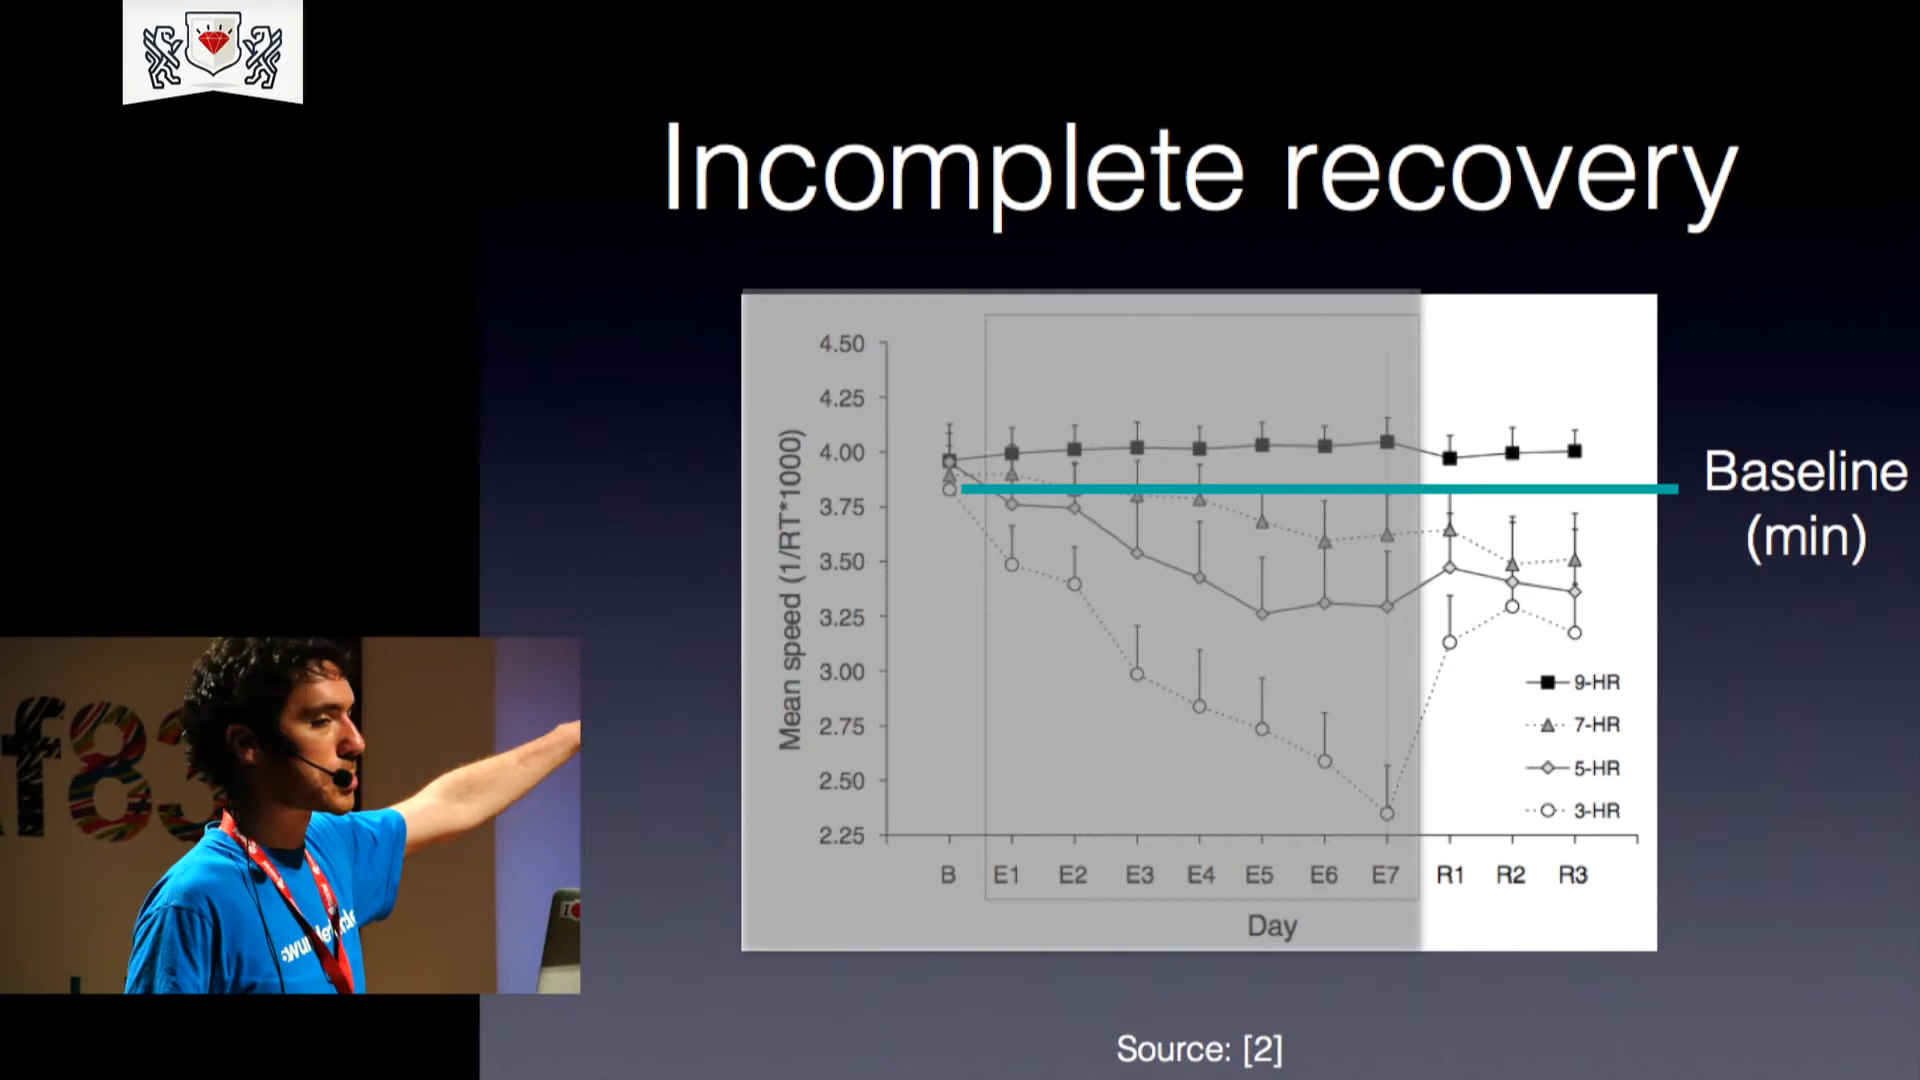 Incomplete recovery
4.50
4.25
4.00
3.75
3.50
3.25
3.00
2.75
2.50
2.25
Mean speed (1/RT*1000)
B E1 E2 E3 E4 E5 E6 E7 R1 R2 R3
Day
9-HR
7-HR
5-HR
3-HR
Baseline
(min)
Source: [2]
f83